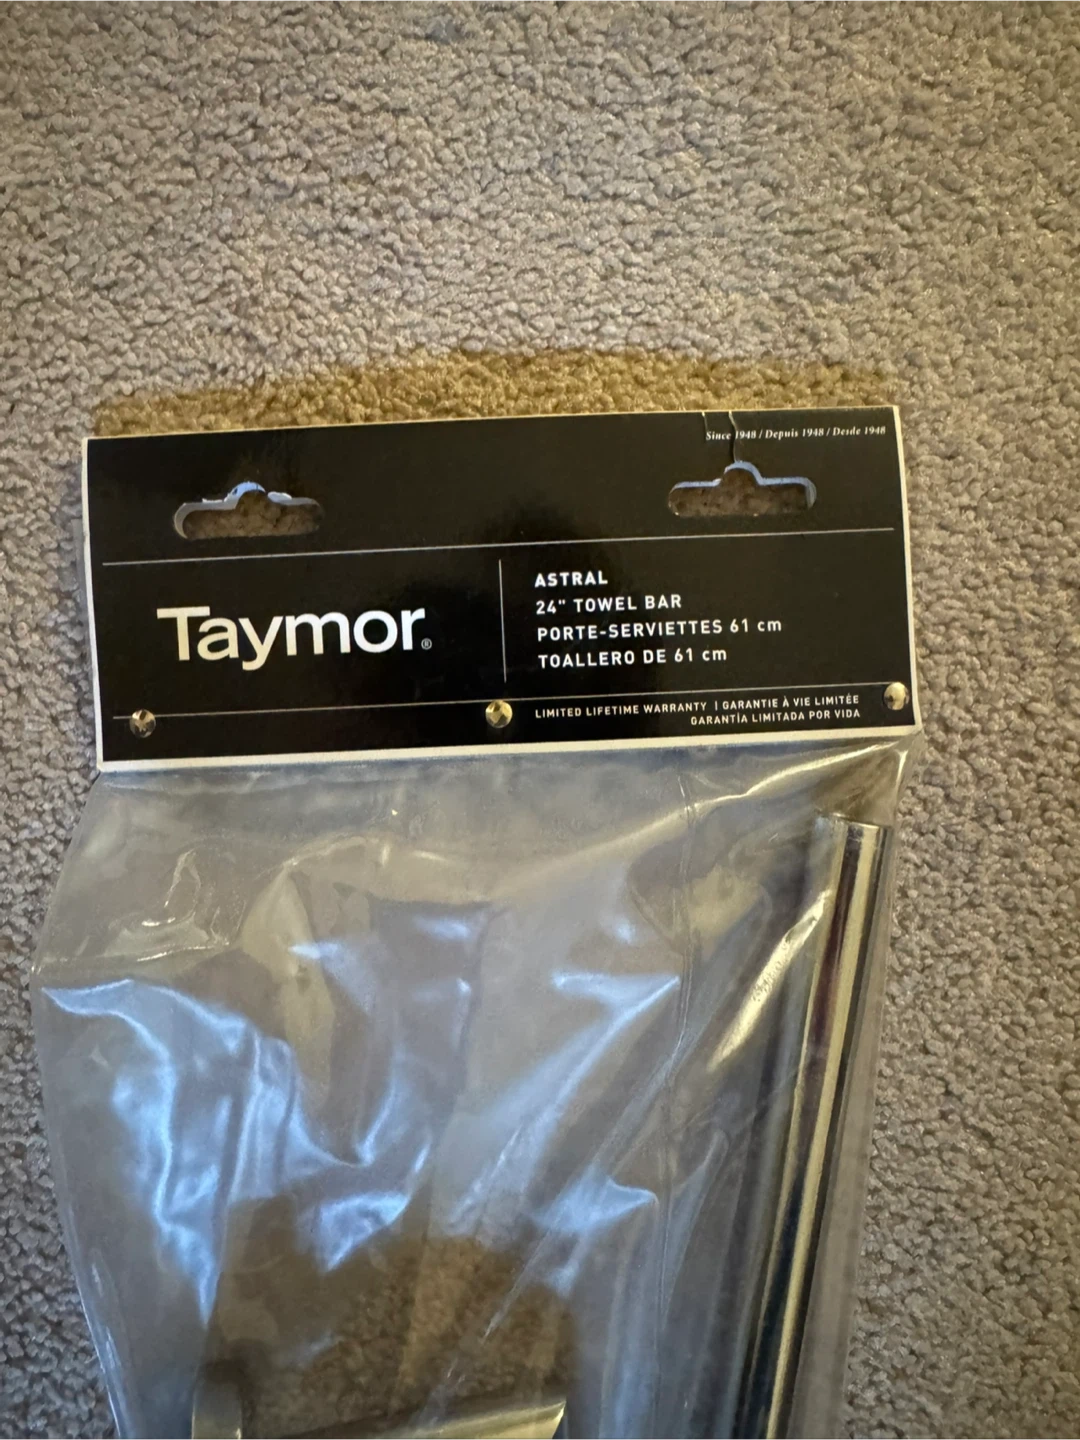 Since 1948 / Depuis 1948 / Desde 1948
Taymor®
ASTRAL
24" TOWEL BAR
PORTE-SERVIETTES 61 cm
TOALLERO DE 61 cm
LIMITED LIFETIME WARRANTY | GARANTIE À VIE LIMITÉE
GARANTÍA LIMITADA POR VIDA